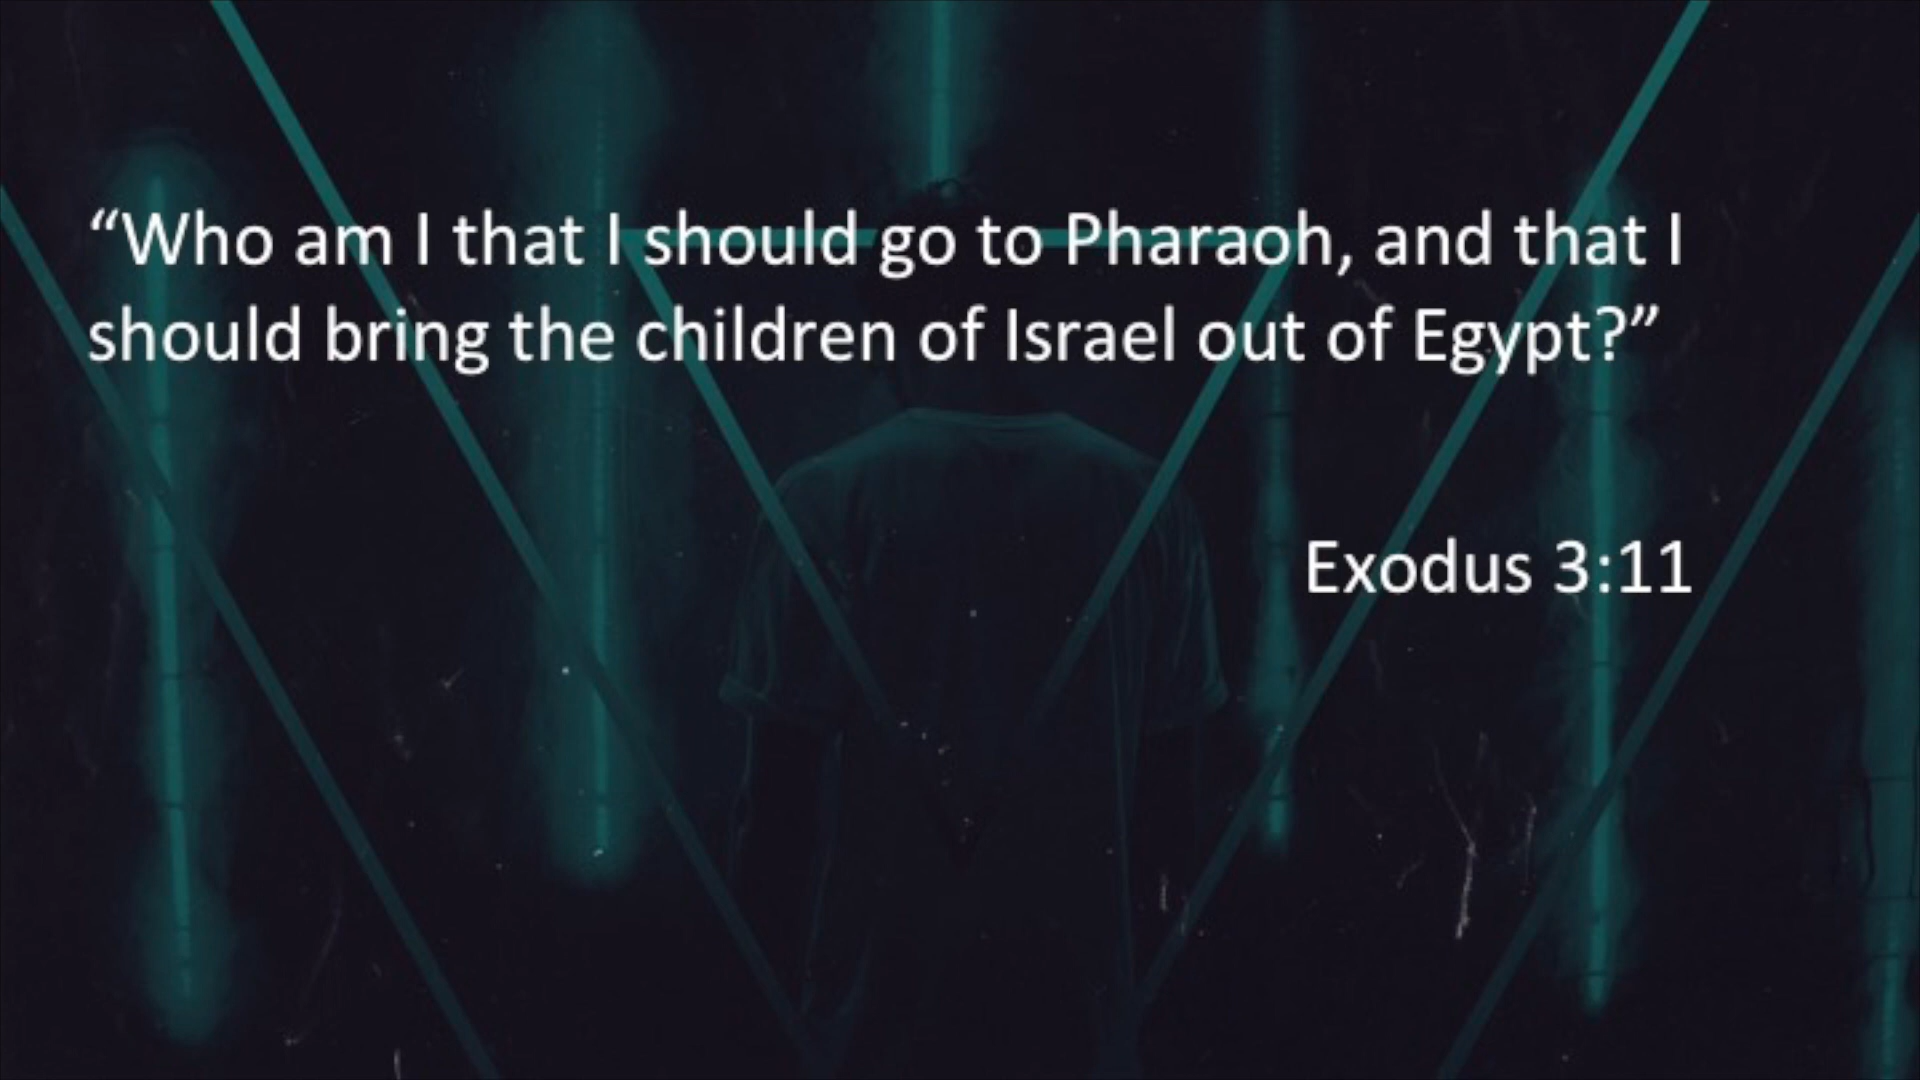 “Who am I that I should go to Pharaoh, and that I
should bring the children of Israel out of Egypt?”
Exodus 3:11